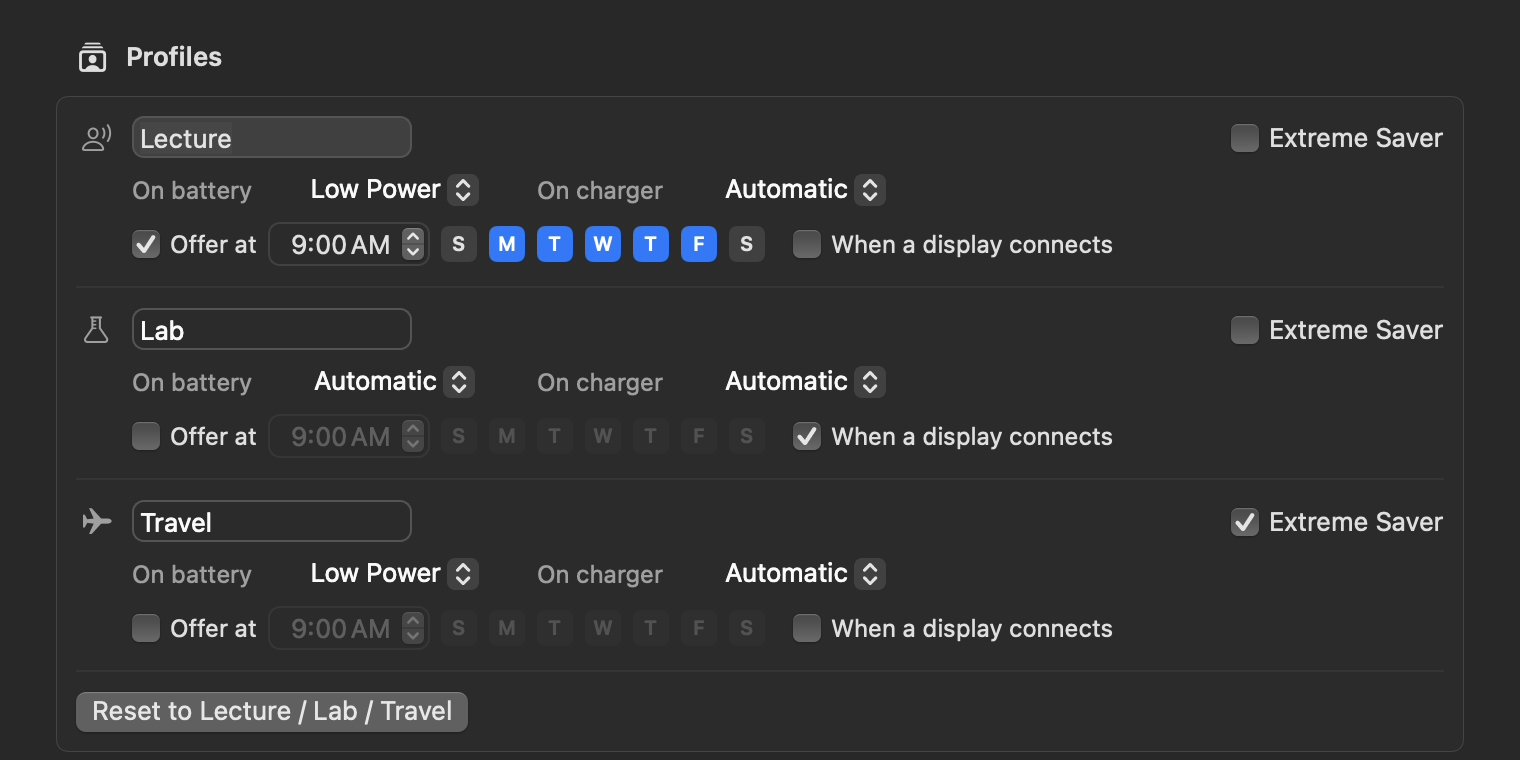 Profiles
Lecture Extreme Saver
On battery Low Power On charger Automatic
Offer at 9:00 AM S M T W T F S When a display connects
Lab Extreme Saver
On battery Automatic On charger Automatic
Offer at 9:00 AM S M T W T F S When a display connects
Travel Extreme Saver
On battery Low Power On charger Automatic
Offer at 9:00 AM S M T W T F S When a display connects
Reset to Lecture / Lab / Travel